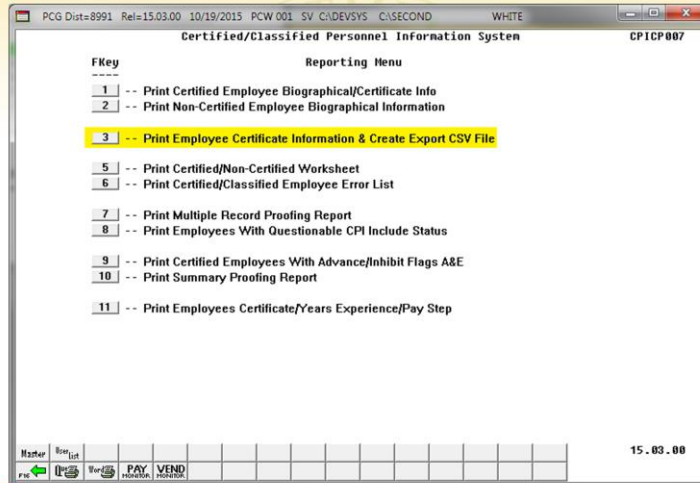 PCG Dist=8991 Rel=15.03.00 10/19/2015 PCW 001 SV C:\DEVSYS C:\SECOND WHITE
Certified/Classified Personnel Information System CPICP007
FKey Reporting Menu
----
1 -- Print Certified Employee Biographical/Certificate Info
2 -- Print Non-Certified Employee Biographical Information
3 -- Print Employee Certificate Information & Create Export CSV File
5 -- Print Certified/Non-Certified Worksheet
6 -- Print Certified/Classified Employee Error List
7 -- Print Multiple Record Proofing Report
8 -- Print Employees With Questionable CPI Include Status
9 -- Print Certified Employees With Advance/Inhibit Flags A&E
10 -- Print Summary Proofing Report
11 -- Print Employees Certificate/Years Experience/Pay Step
Master User list 15.03.00
F16 Word PAY MONITOR VEND MONITOR